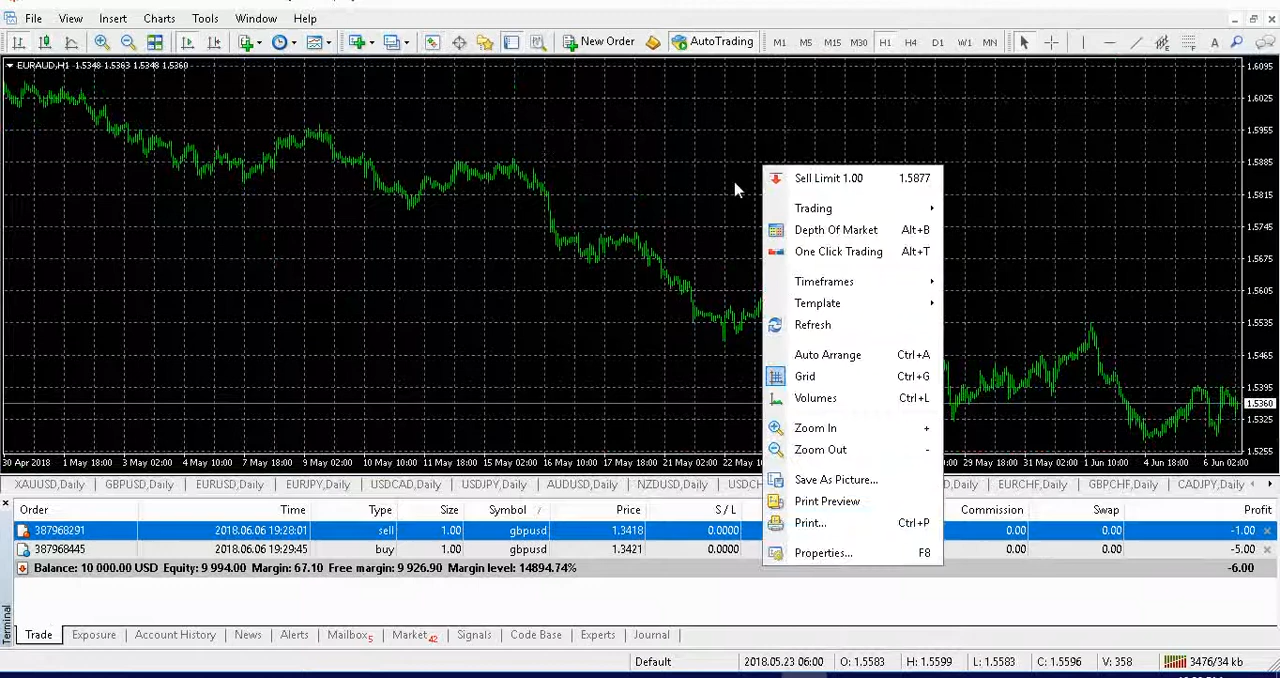 File View Insert Charts Tools Window Help
New Order AutoTrading M1 M5 M15 M30 H1 H4 D1 W1 MN A
EURAUD,H1 1.5348 1.5363 1.5348 1.5360
1.6095
1.6025
1.5955
1.5885
1.5815
1.5745
1.5675
1.5605
1.5535
1.5465
1.5395
1.5360
1.5325
1.5255
Sell Limit 1.00 1.5877
Trading
Depth Of Market Alt+B
One Click Trading Alt+T
Timeframes
Template
Refresh
Auto Arrange Ctrl+A
Grid Ctrl+G
Volumes Ctrl+L
Zoom In +
Zoom Out -
Save As Picture...
Print Preview
Print... Ctrl+P
Properties... F8
30 Apr 2018 1 May 18:00 3 May 02:00 4 May 10:00 7 May 18:00 9 May 02:00 10 May 10:00 11 May 18:00 15 May 02:00 16 May 10:00 17 May 18:00 21 May 02:00 22 May 10:00 29 May 18:00 31 May 02:00 1 Jun 10:00 4 Jun 18:00 6 Jun 02:00
XAUUSD,Daily GBPUSD,Daily EURUSD,Daily EURJPY,Daily USDCAD,Daily USDJPY,Daily AUDUSD,Daily NZDUSD,Daily USDCH D,Daily EURCHF,Daily GBPCHF,Daily CADJPY,Daily
Order Time Type Size Symbol / Price S / L Commission Swap Profit
387968291 2018.06.06 19:28:01 sell 1.00 gbpusd 1.3418 0.0000 0.00 0.00 -1.00
387968445 2018.06.06 19:29:45 buy 1.00 gbpusd 1.3421 0.0000 0.00 0.00 -5.00
Balance: 10 000.00 USD Equity: 9 994.00 Margin: 67.10 Free margin: 9 926.90 Margin level: 14894.74% -6.00
Terminal
Trade Exposure Account History News Alerts Mailbox 5 Market 42 Signals Code Base Experts Journal
Default 2018.05.23 06:00 O: 1.5583 H: 1.5599 L: 1.5583 C: 1.5596 V: 358 3476/34 kb